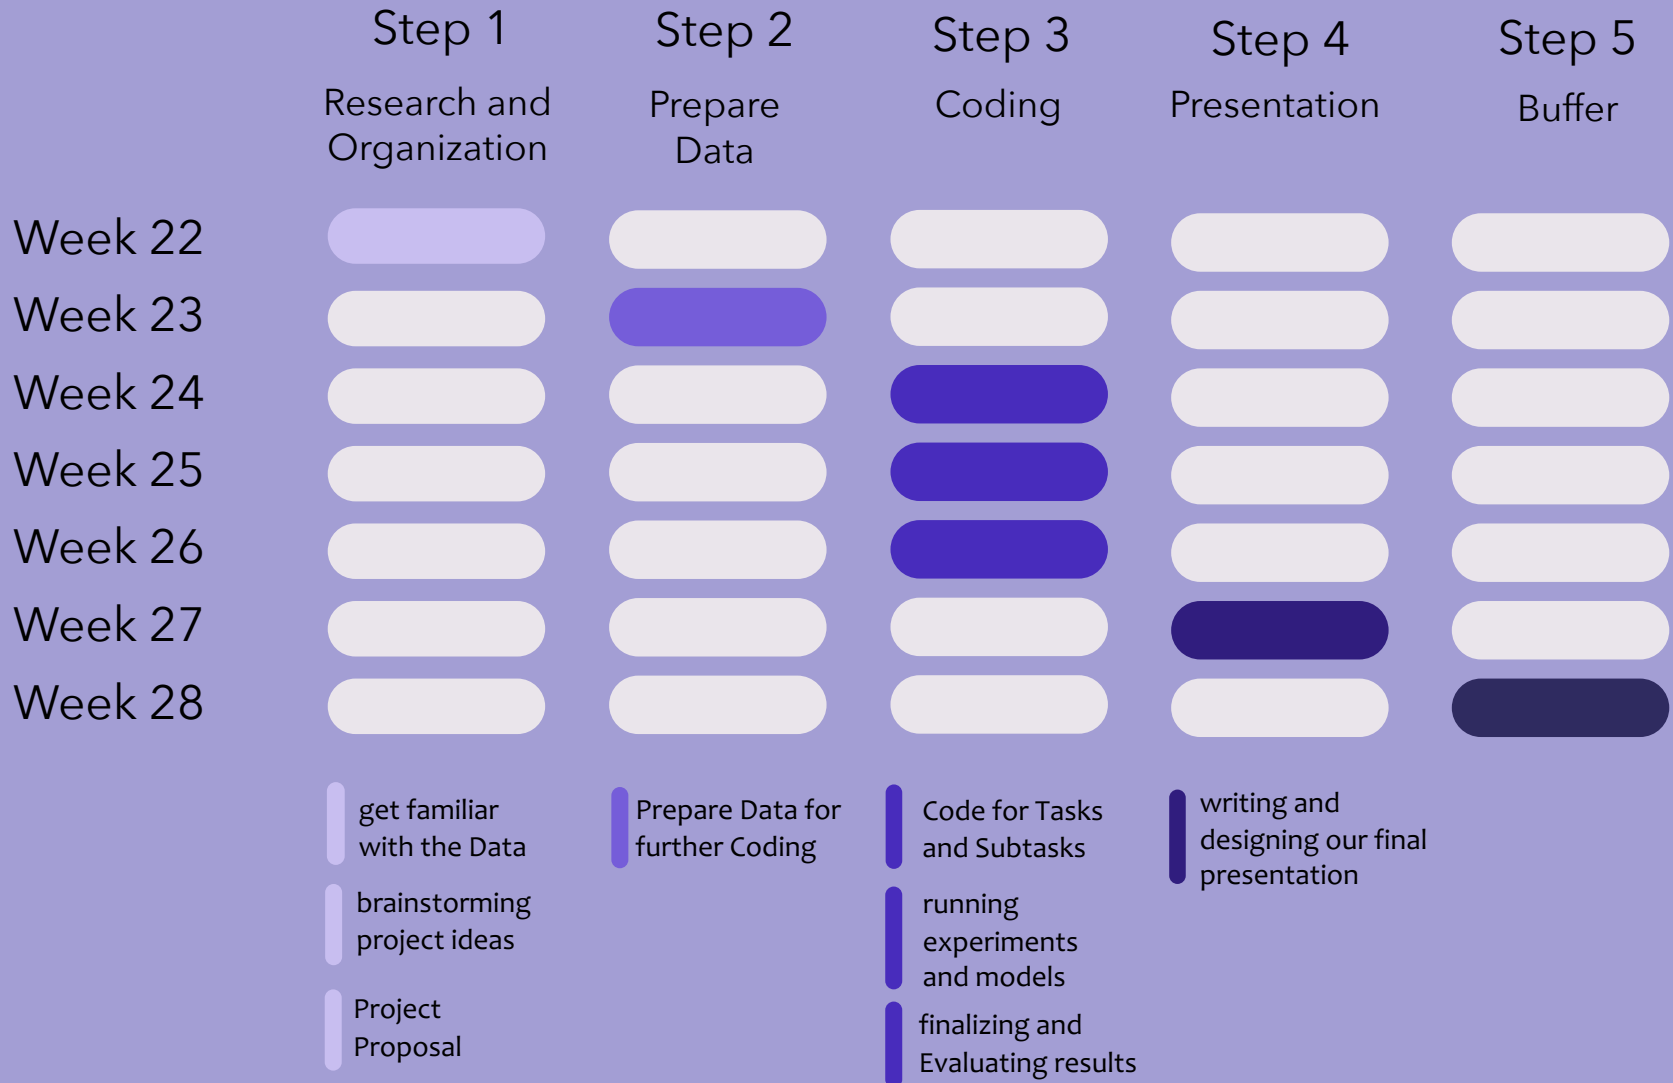 Step 1
Step 2
Step 3
Step 4
Step 5
Research and
Organization
Prepare
Data
Coding
Presentation
Buffer
Week 22
Week 23
Week 24
Week 25
Week 26
Week 27
Week 28
get familiar
with the Data
brainstorming
project ideas
Project
Proposal
Prepare Data for
further Coding
Code for Tasks
and Subtasks
running
experiments
and models
finalizing and
Evaluating results
writing and
designing our final
presentation